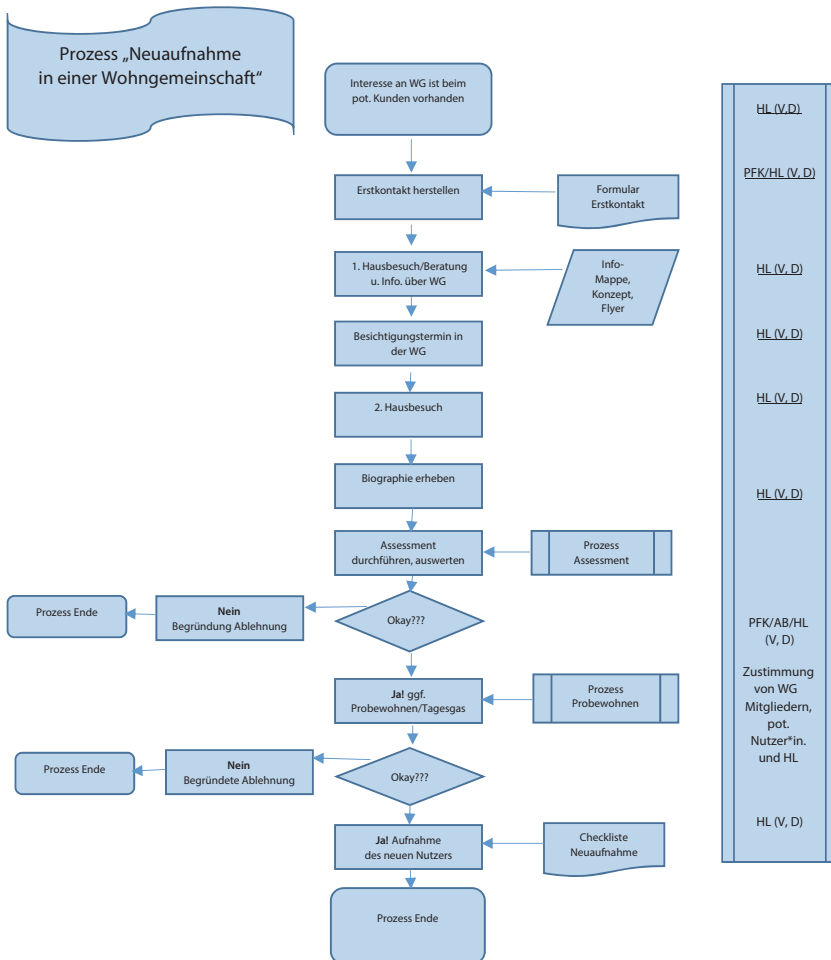 Prozess „Neuaufnahme
in einer Wohngemeinschaft“
Interesse an WG ist beim
pot. Kunden vorhanden
HL (V,D)
Erstkontakt herstellen
Formular
Erstkontakt
PFK/HL (V, D)
1. Hausbesuch/Beratung
u. Info. über WG
Info-
Mappe,
Konzept,
Flyer
HL (V, D)
Besichtigungstermin in
der WG
HL (V, D)
2. Hausbesuch
HL (V, D)
Biographie erheben
HL (V, D)
Assessment
durchführen, auswerten
Prozess
Assessment
Okay???
Nein
Begründung Ablehnung
Prozess Ende
PFK/AB/HL
(V, D)
Ja! ggf.
Probewohnen/Tagesgas
Prozess
Probewohnen
Zustimmung
von WG
Mitgliedern,
pot.
Nutzer*in.
und HL
Okay???
Nein
Begründete Ablehnung
Prozess Ende
Ja! Aufnahme
des neuen Nutzers
Checkliste
Neuaufnahme
HL (V, D)
Prozess Ende